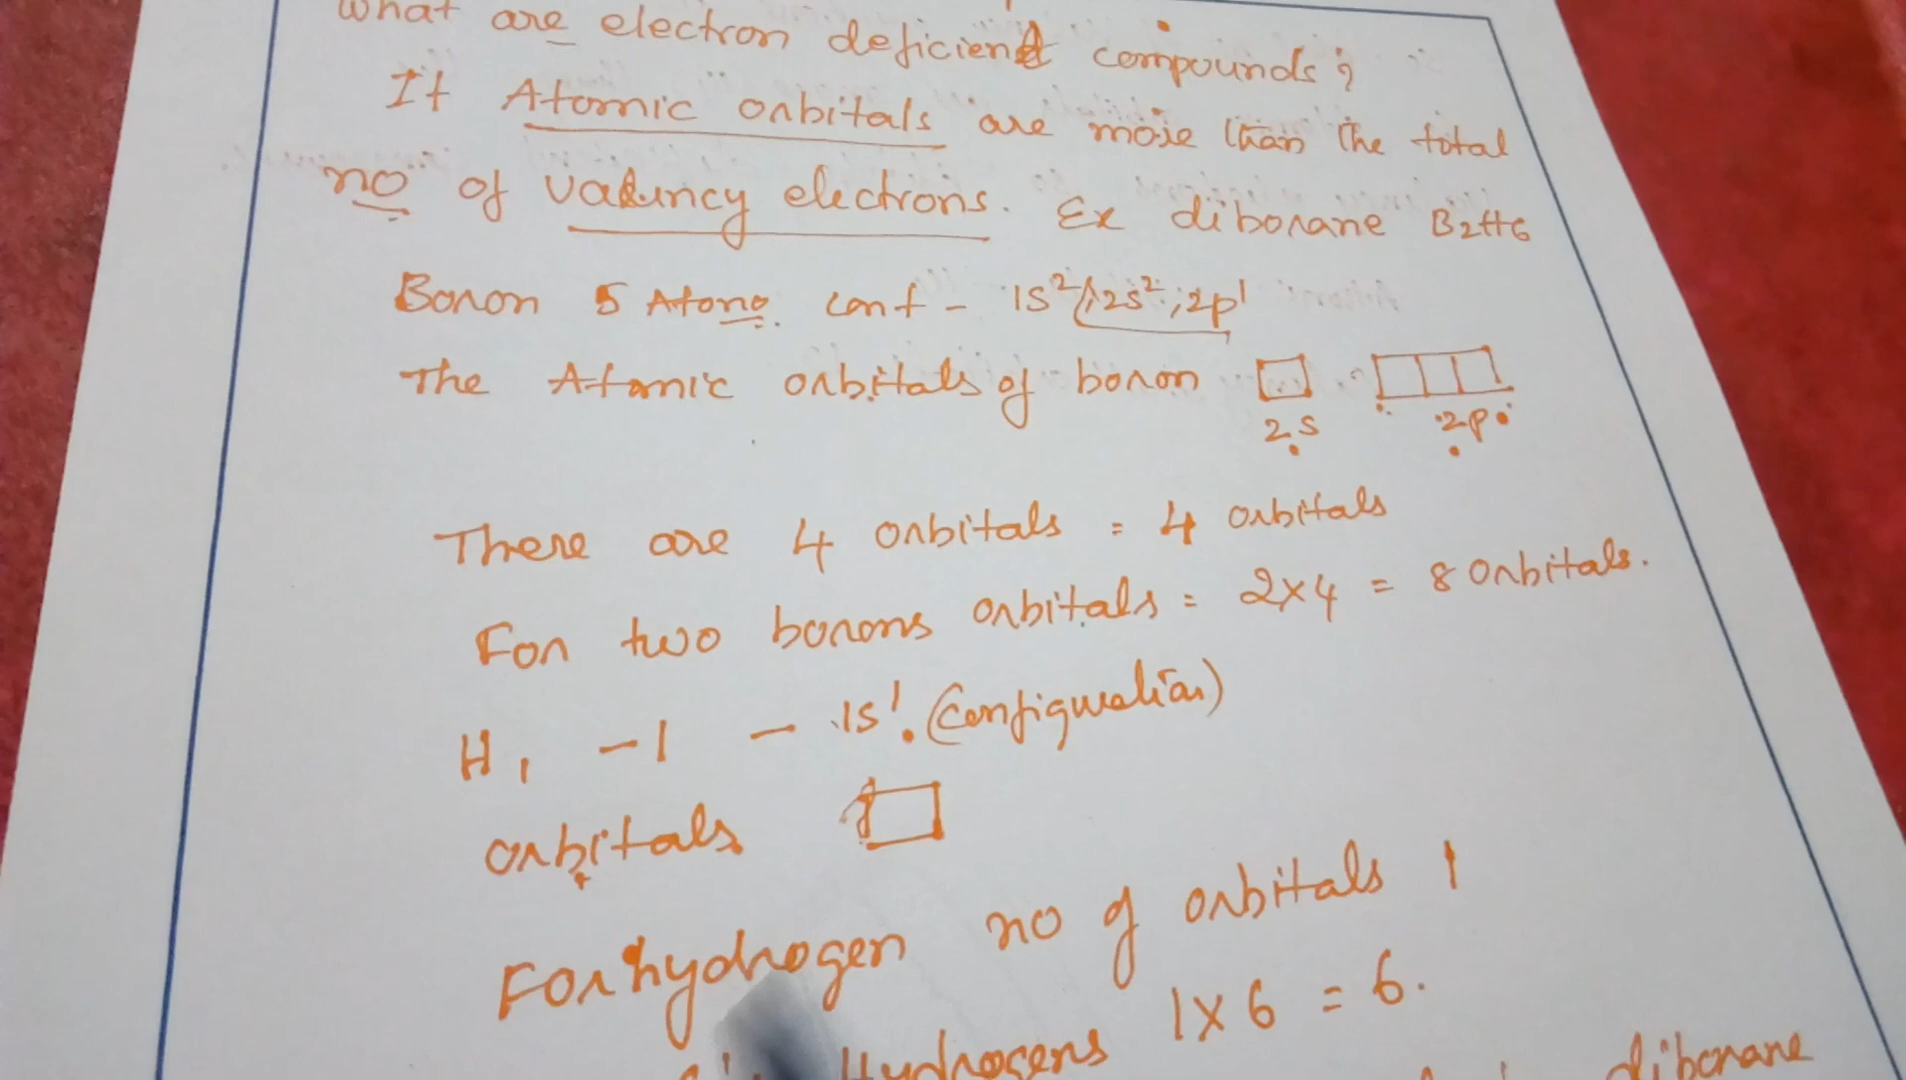 What are electron deficient compounds?
If Atomic orbitals are more than the total
no of valuncy electrons. Ex diborane B2H6
Boron 5 Atono. conf - 1s²,2s²,2p¹
The Atomic orbitals of boron
2s 2p
There are 4 orbitals = 4 orbitals
For two borons orbitals = 2x4 = 8 orbitals.
H, -1 - 1s¹. (Configuration)
orbitals
For hydrogen no of orbitals 1
Hydrogens 1x6 = 6.
diborane